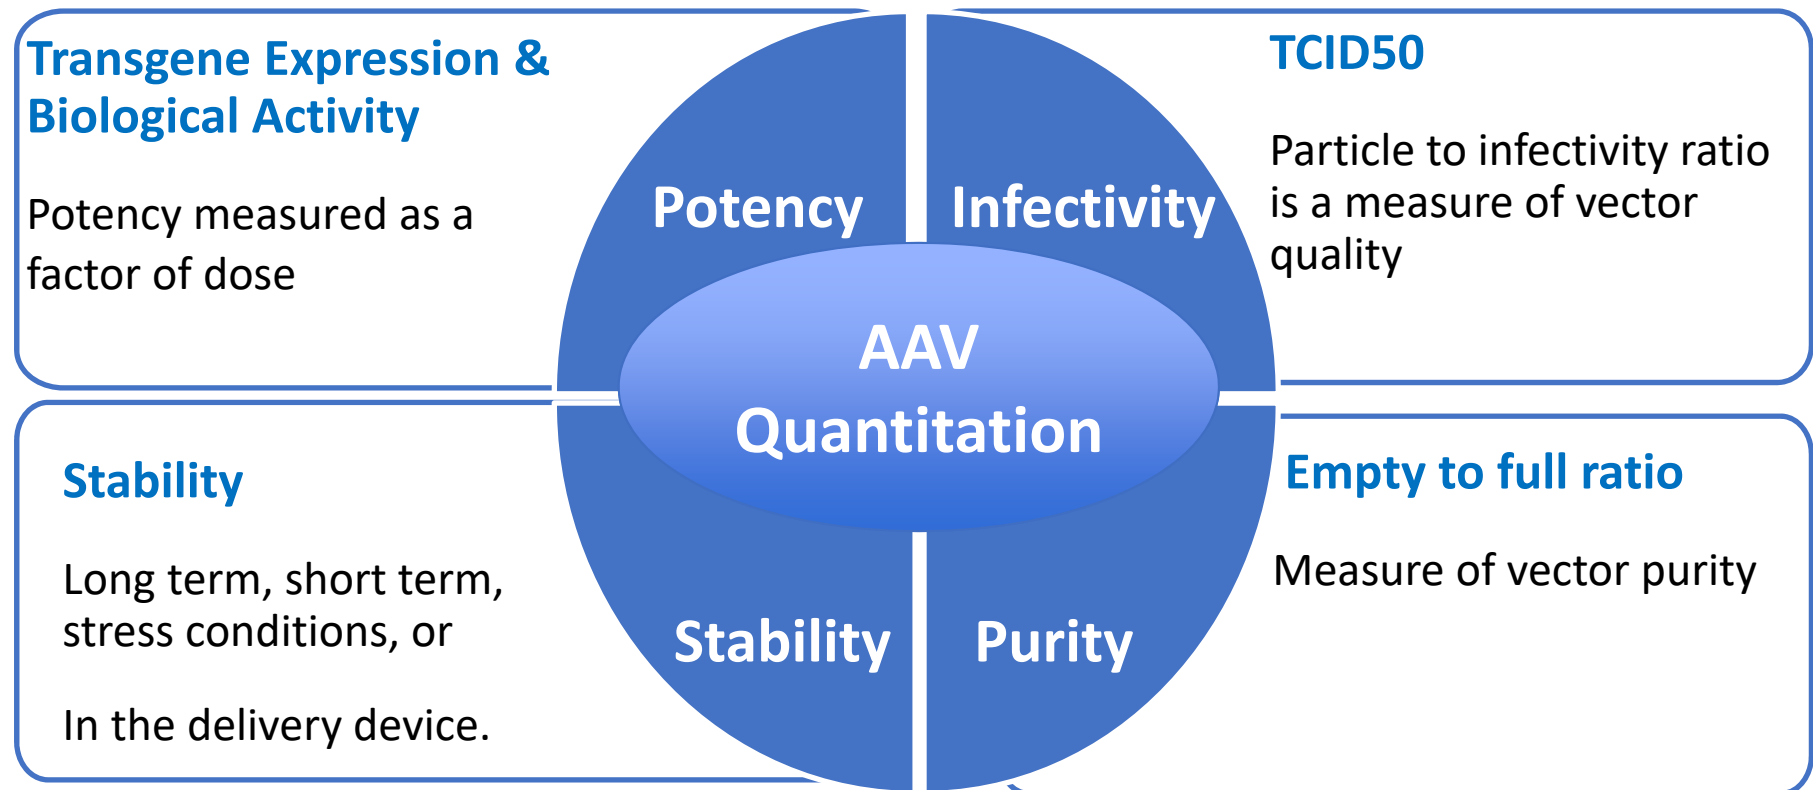 Transgene Expression &
Biological Activity
Potency measured as a
factor of dose
TCID50
Particle to infectivity ratio
is a measure of vector
quality
Potency
Infectivity
AAV
Quantitation
Stability
Purity
Stability
Long term, short term,
stress conditions, or
In the delivery device.
Empty to full ratio
Measure of vector purity